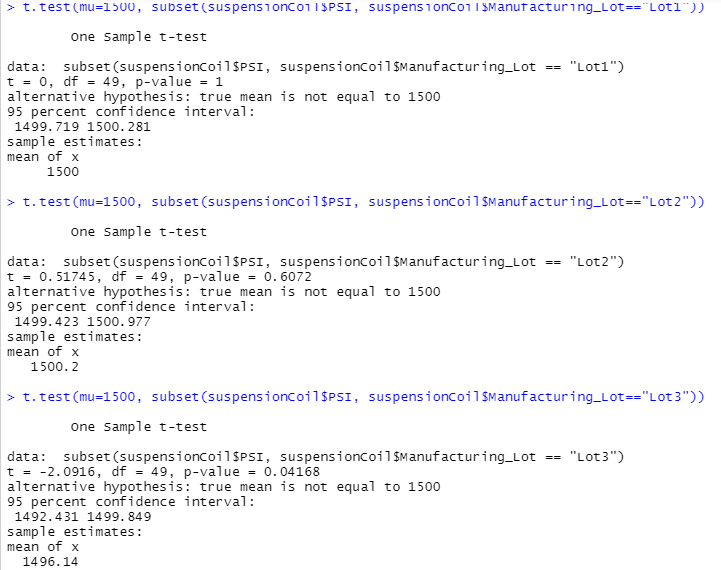 > t.test(mu=1500, subset(suspensionCoil$PSI, suspensionCoil$Manufacturing_Lot=="Lot1"))
One Sample t-test
data:  subset(suspensionCoil$PSI, suspensionCoil$Manufacturing_Lot == "Lot1")
t = 0, df = 49, p-value = 1
alternative hypothesis: true mean is not equal to 1500
95 percent confidence interval:
1499.719 1500.281
sample estimates:
mean of x
1500
> t.test(mu=1500, subset(suspensionCoil$PSI, suspensionCoil$Manufacturing_Lot=="Lot2"))
One Sample t-test
data:  subset(suspensionCoil$PSI, suspensionCoil$Manufacturing_Lot == "Lot2")
t = 0.51745, df = 49, p-value = 0.6072
alternative hypothesis: true mean is not equal to 1500
95 percent confidence interval:
1499.423 1500.977
sample estimates:
mean of x
1500.2
> t.test(mu=1500, subset(suspensionCoil$PSI, suspensionCoil$Manufacturing_Lot=="Lot3"))
One Sample t-test
data:  subset(suspensionCoil$PSI, suspensionCoil$Manufacturing_Lot == "Lot3")
t = -2.0916, df = 49, p-value = 0.04168
alternative hypothesis: true mean is not equal to 1500
95 percent confidence interval:
1492.431 1499.849
sample estimates:
mean of x
1496.14